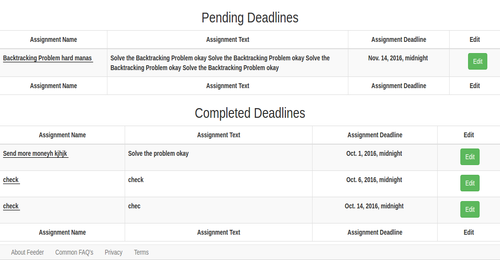 Pending Deadlines
Assignment Name Assignment Text Assignment Deadline Edit
Backtracking Problem hard manas Solve the Backtracking Problem okay Solve the Backtracking Problem okay Solve the Nov. 14, 2016, midnight Edit
Backtracking Problem okay Solve the Backtracking Problem okay
Assignment Name Assignment Text Assignment Deadline Edit
Completed Deadlines
Assignment Name Assignment Text Assignment Deadline Edit
Send more moneyh kjhjk Solve the problem okay Oct. 1, 2016, midnight Edit
check check Oct. 6, 2016, midnight Edit
check chec Oct. 14, 2016, midnight Edit
Assignment Name Assignment Text Assignment Deadline Edit
About Feeder Common FAQ's Privacy Terms